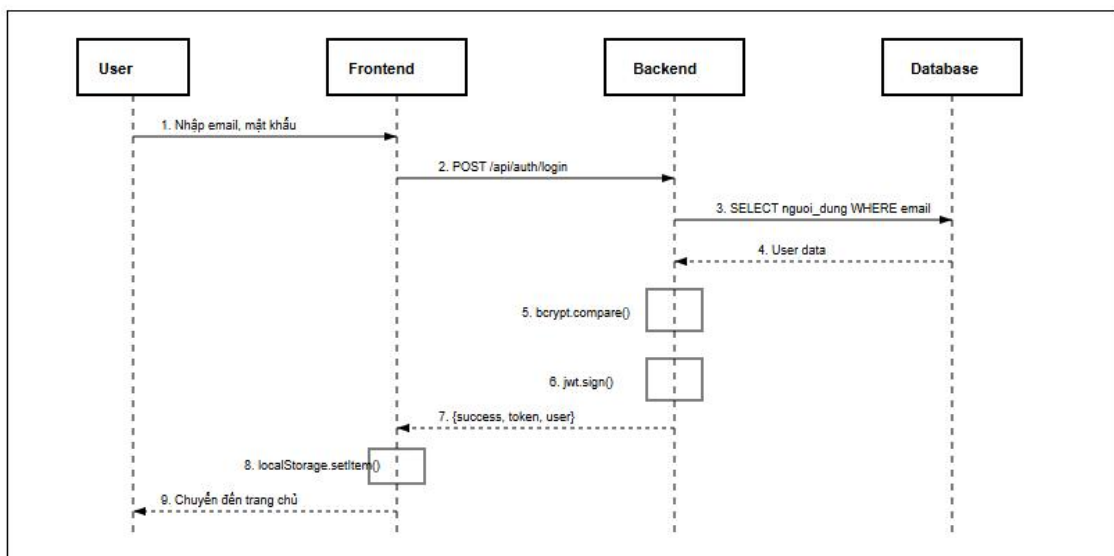 User
Frontend
Backend
Database
1. Nhập email, mật khẩu
2. POST /api/auth/login
3. SELECT nguoi_dung WHERE email
4. User data
5. bcrypt.compare()
6. jwt.sign()
7. {success, token, user}
8. localStorage.setItem()
9. Chuyển đến trang chủ